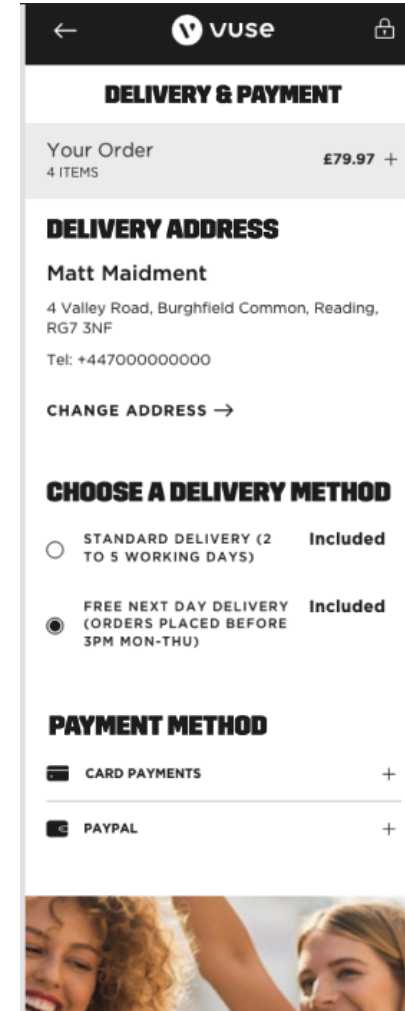 vuse
DELIVERY & PAYMENT
Your Order
4 ITEMS
£79.97 +
DELIVERY ADDRESS
Matt Maidment
4 Valley Road, Burghfield Common, Reading,
RG7 3NF
Tel: +447000000000
CHANGE ADDRESS →
CHOOSE A DELIVERY METHOD
STANDARD DELIVERY (2
TO 5 WORKING DAYS)
Included
FREE NEXT DAY DELIVERY
(ORDERS PLACED BEFORE
3PM MON-THU)
Included
PAYMENT METHOD
CARD PAYMENTS +
PAYPAL +